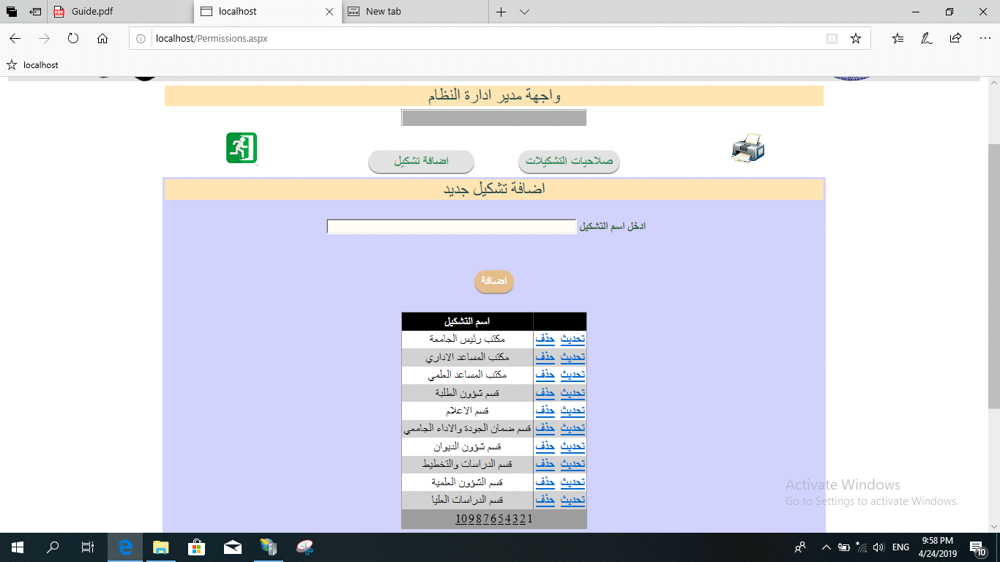 Guide.pdf
localhost
New tab
localhost/Permissions.aspx
localhost
واجهة مدير ادارة النظام
صلاحيات التشكيلات
اضافة تشكيل
اضافة تشكيل جديد
ادخل اسم التشكيل
اضافة
اسم التشكيل
تحديث حذف مكتب رئيس الجامعة
تحديث حذف مكتب المساعد الاداري
تحديث حذف مكتب المساعد العلمي
تحديث حذف قسم شؤون الطلبة
تحديث حذف قسم الاعلام
تحديث حذف قسم ضمان الجودة والاداء الجامعي
تحديث حذف قسم شؤون الديوان
تحديث حذف قسم الدراسات والتخطيط
تحديث حذف قسم الشؤون العلمية
تحديث حذف قسم الدراسات العليا
10987654321
Activate Windows
Go to Settings to activate Windows.
ENG
9:58 PM
4/24/2019
10